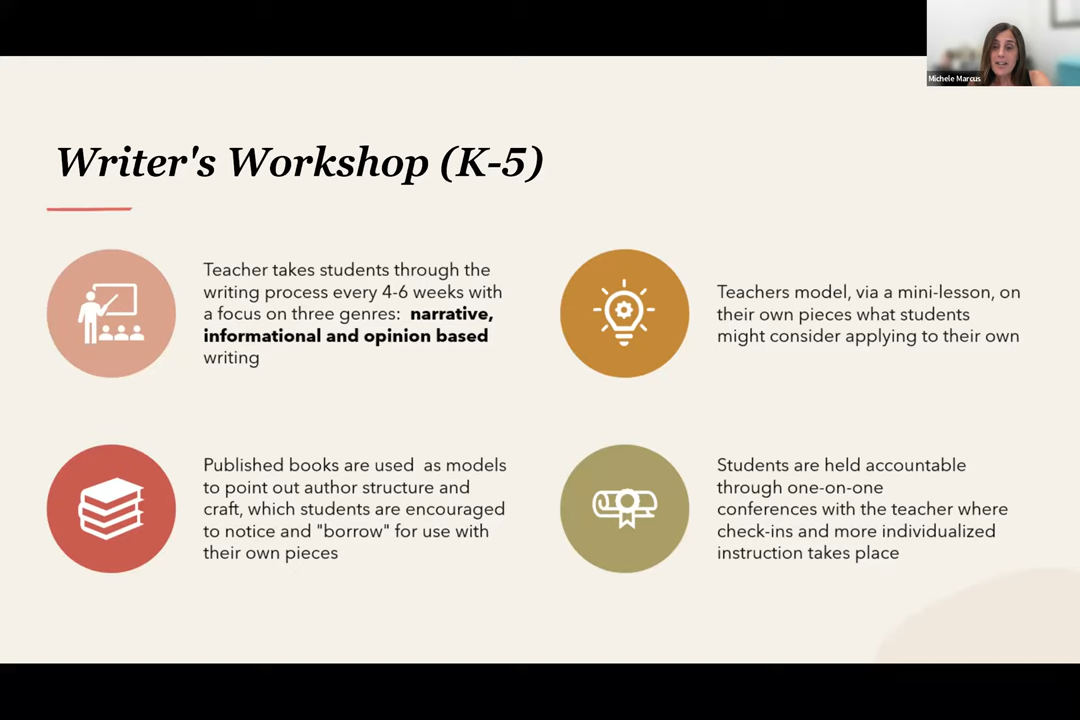 Michele Marcus
Writer's Workshop (K-5)
Teacher takes students through the
writing process every 4-6 weeks with
a focus on three genres: narrative,
informational and opinion based
writing
Teachers model, via a mini-lesson, on
their own pieces what students
might consider applying to their own
Published books are used as models
to point out author structure and
craft, which students are encouraged
to notice and "borrow" for use with
their own pieces
Students are held accountable
through one-on-one
conferences with the teacher where
check-ins and more individualized
instruction takes place